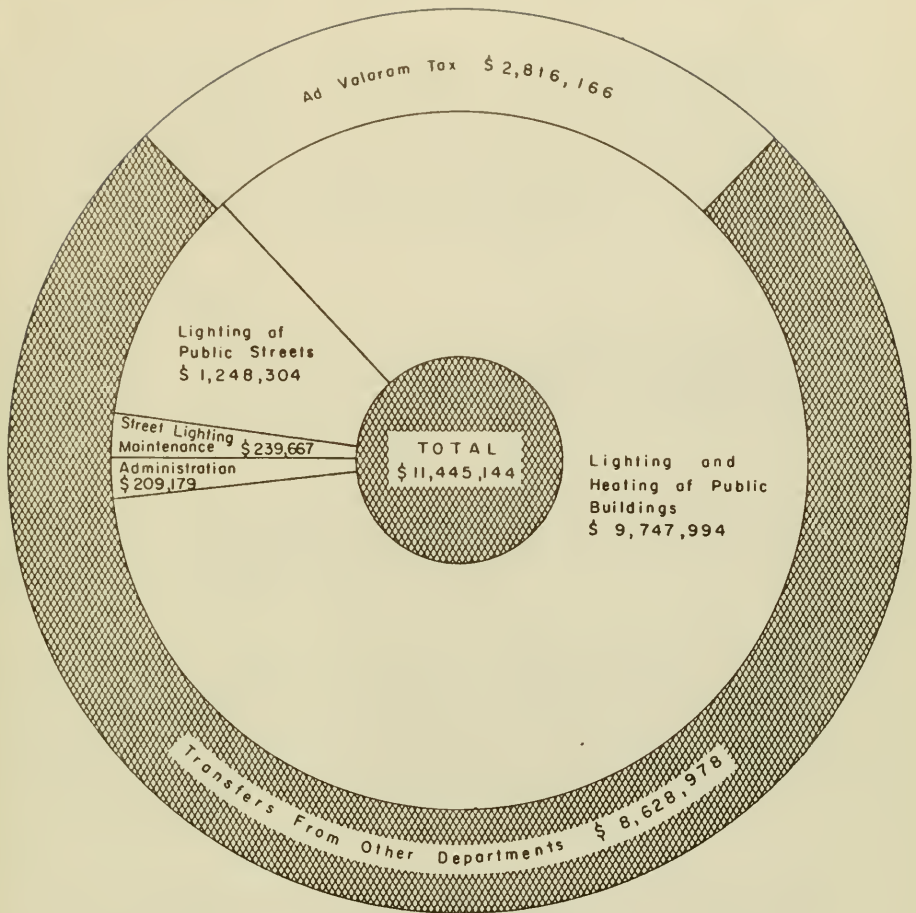 Ad Valoram Tax $ 2,816,166
Lighting of
Public Streets
$ 1,248,304
Street Lighting
Maintenance $239,667
Administration
$209,179
TOTAL
$11,445,144
Lighting and
Heating of Public
Buildings
$ 9,747,994
Transfers From Other Departments $ 8,628,978